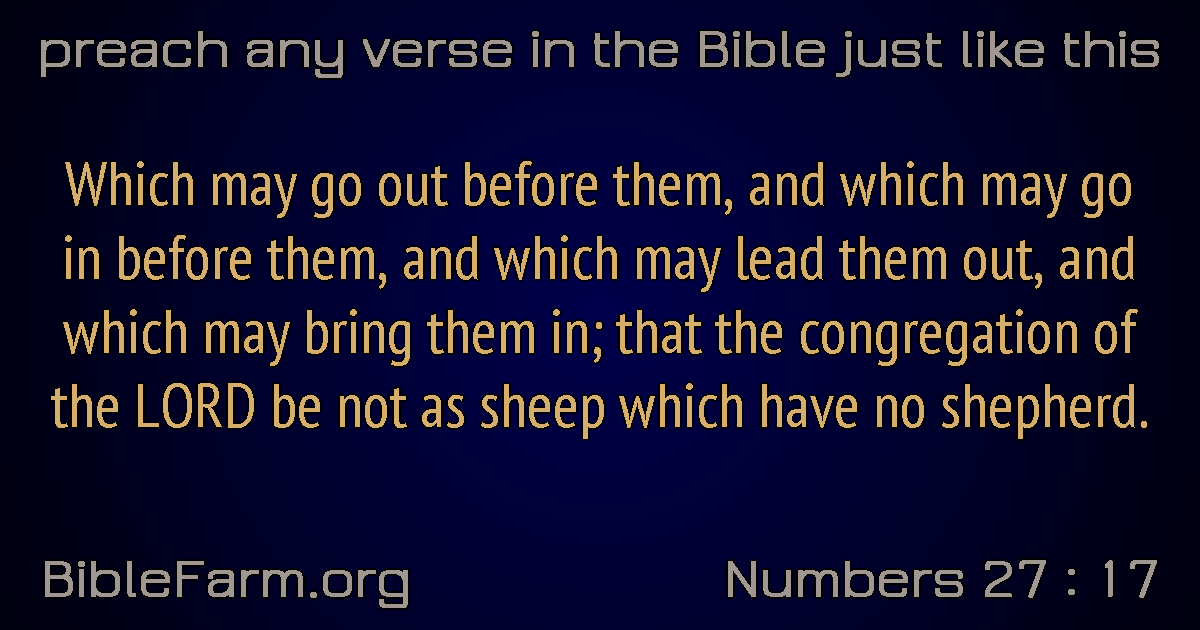 preach any verse in the Bible just like this
Which may go out before them, and which may go
in before them, and which may lead them out, and
which may bring them in; that the congregation of
the LORD be not as sheep which have no shepherd.
BibleFarm.org
Numbers 27 : 17